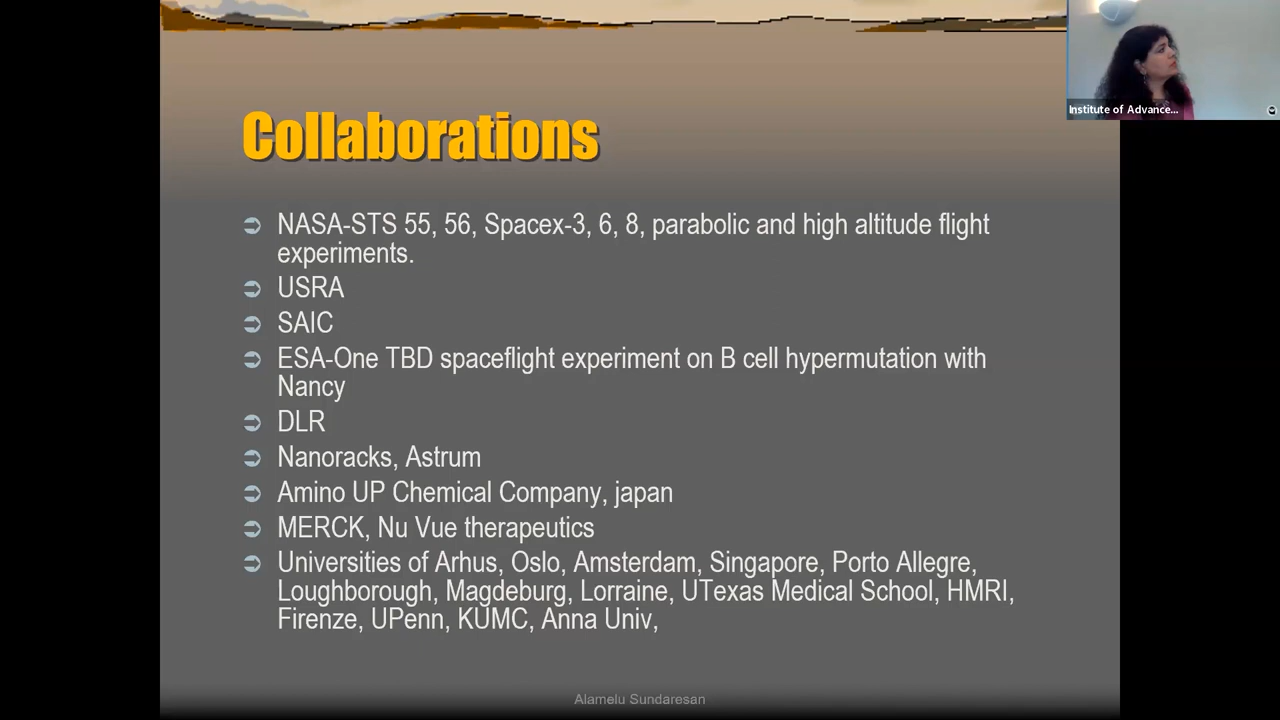 Institute of Advance...
Collaborations
NASA-STS 55, 56, Spacex-3, 6, 8, parabolic and high altitude flight
experiments.
USRA
SAIC
ESA-One TBD spaceflight experiment on B cell hypermutation with
Nancy
DLR
Nanoracks, Astrum
Amino UP Chemical Company, japan
MERCK, Nu Vue therapeutics
Universities of Arhus, Oslo, Amsterdam, Singapore, Porto Allegre,
Loughborough, Magdeburg, Lorraine, UTexas Medical School, HMRI,
Firenze, UPenn, KUMC, Anna Univ,
Alamelu Sundaresan